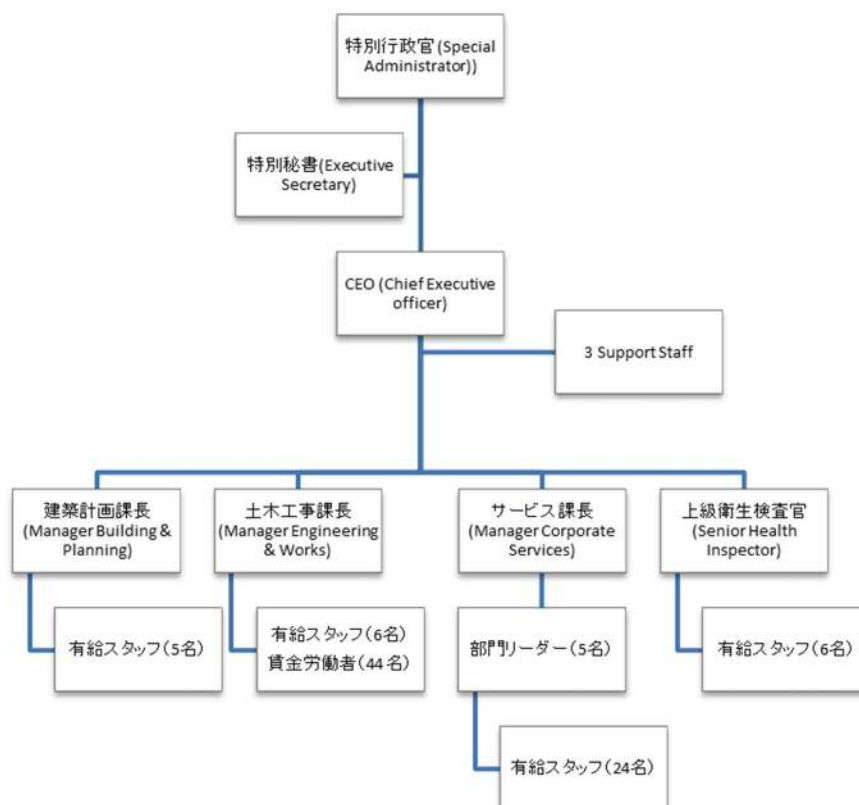 特別行政官(Special
Administrator))
特別秘書(Executive
Secretary)
CEO (Chief Executive
officer)
3 Support Staff
建築計画課長
(Manager Building &
Planning)
土木工事課長
(Manager Engineering
& Works)
サービス課長
(Manager Corporate
Services)
上級衛生検査官
(Senior Health
Inspector)
有給スタッフ(5名)
有給スタッフ(6名)
賃金労働者(44名)
部門リーダー(5名)
有給スタッフ(6名)
有給スタッフ(24名)